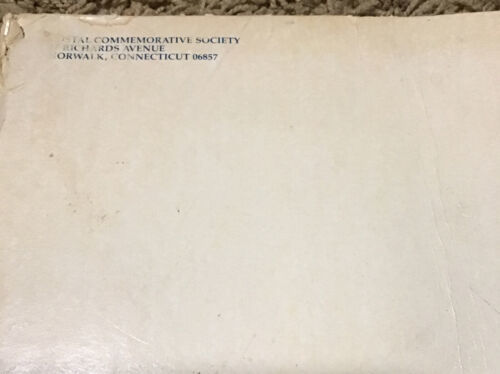 STAL COMMEMORATIVE SOCIETY
RICHARDS AVENUE
ORWALK, CONNECTICUT 06857